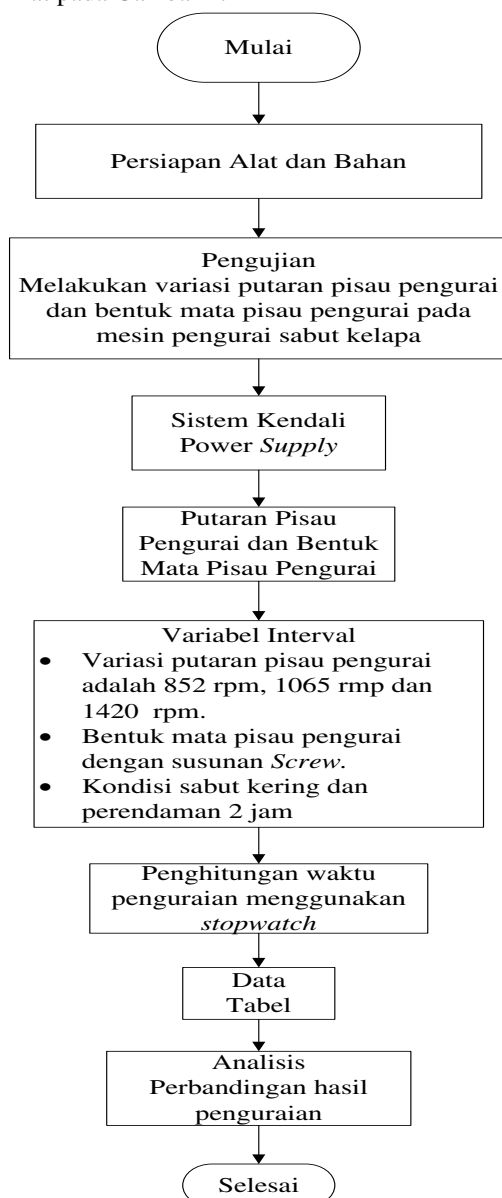 Mulai
Persiapan Alat dan Bahan
Pengujian
Melakukan variasi putaran pisau pengurai
dan bentuk mata pisau pengurai pada
mesin pengurai sabut kelapa
Sistem Kendali
Power Supply
Putaran Pisau
Pengurai dan Bentuk
Mata Pisau Pengurai
Variabel Interval
• Variasi putaran pisau pengurai
adalah 852 rpm, 1065 rmp dan
1420 rpm.
• Bentuk mata pisau pengurai
dengan susunan Screw.
• Kondisi sabut kering dan
perendaman 2 jam
Penghitungan waktu
penguraian menggunakan
stopwatch
Data
Tabel
Analisis
Perbandingan hasil
penguraian
Selesai